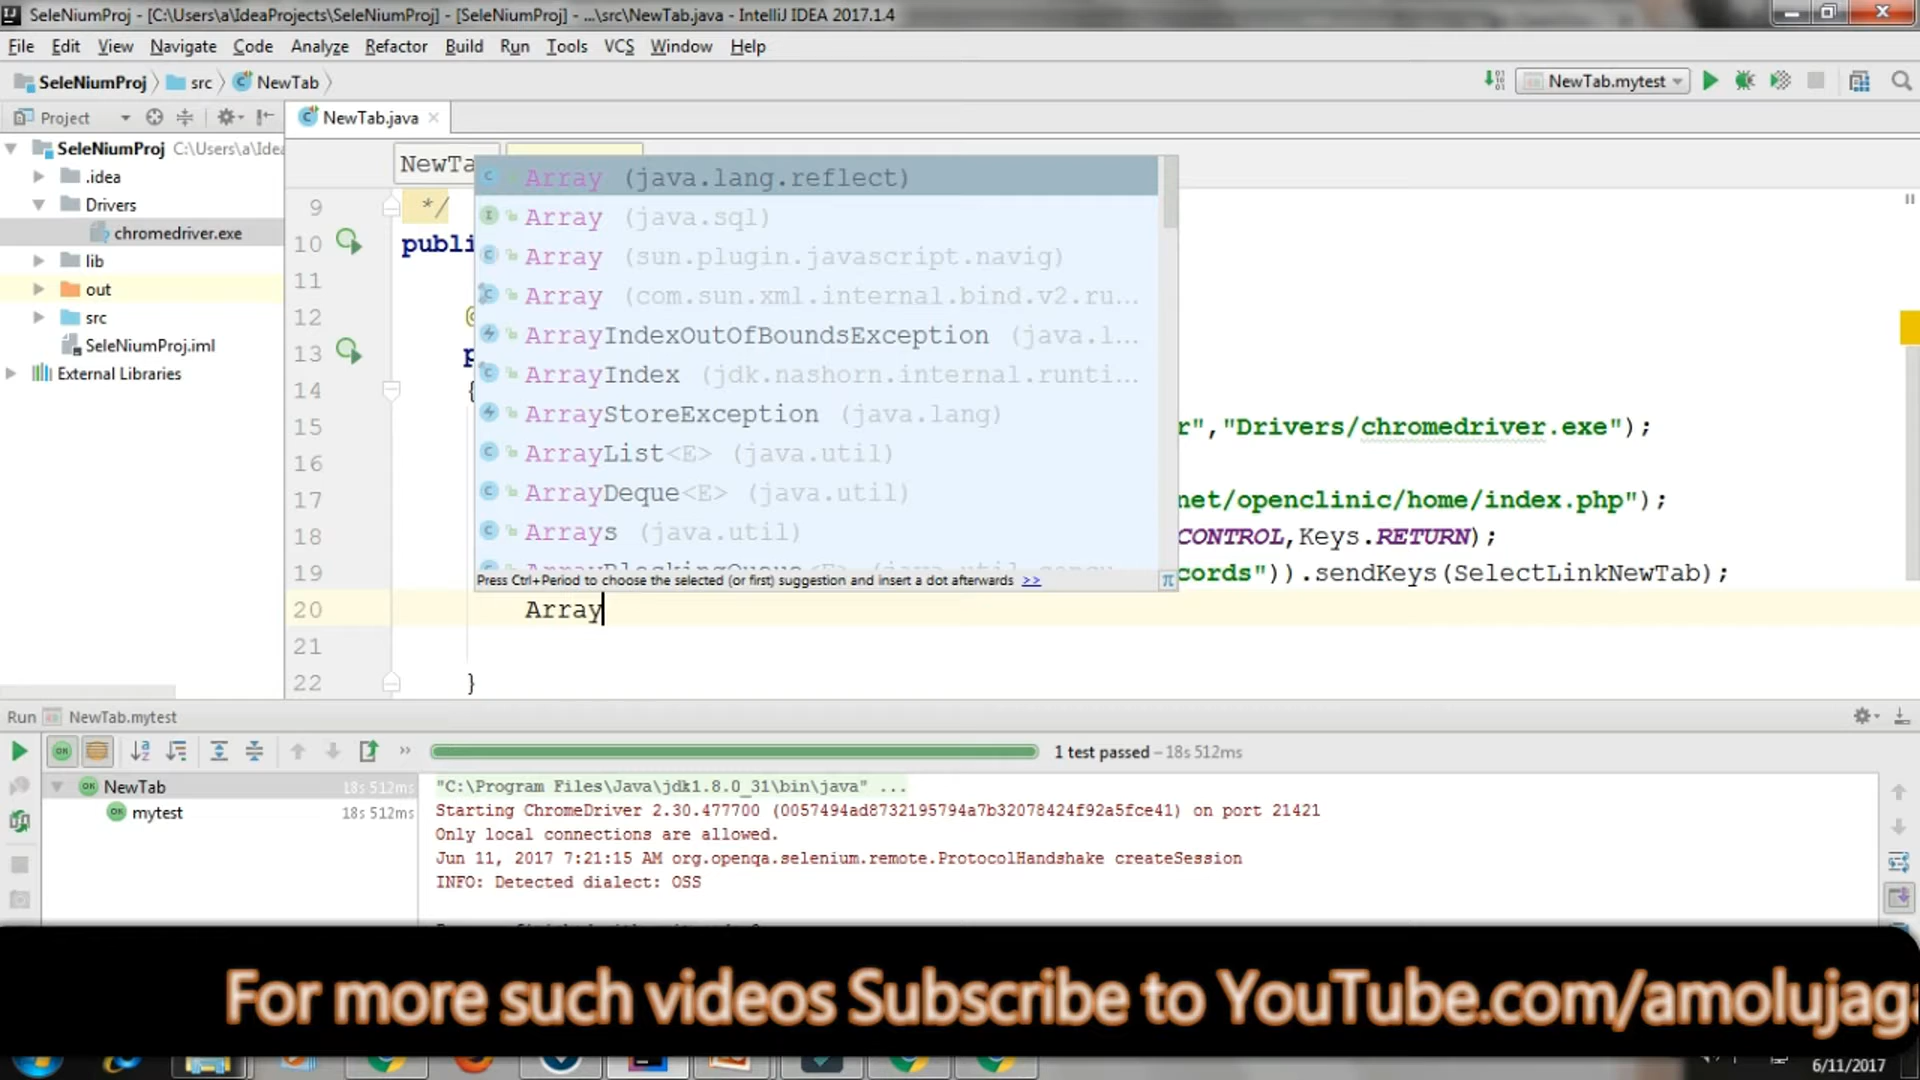 SeleNiumProj - [C:\Users\a\IdeaProjects\SeleNiumProj] - [SeleNiumProj] - ...\src\NewTab.java - IntelliJ IDEA 2017.1.4
File Edit View Navigate Code Analyze Refactor Build Run Tools VCS Window Help
SeleNiumProj src NewTab NewTab.mytest
Project NewTab.java
SeleNiumProj C:\Users\a\Idea
.idea
Drivers
chromedriver.exe
lib
out
src
SeleNiumProj.iml
External Libraries
NewTa
Array (java.lang.reflect)
Array (java.sql)
Array (sun.plugin.javascript.navig)
Array (com.sun.xml.internal.bind.v2.ru...
ArrayIndexOutOfBoundsException (java.l...
ArrayIndex (jdk.nashorn.internal.runti...
ArrayStoreException (java.lang)
ArrayList<E> (java.util)
ArrayDeque<E> (java.util)
Arrays (java.util)
Press Ctrl+Period to choose the selected (or first) suggestion and insert a dot afterwards >>
9 */
10 publi
11
12 @
13 p
14 {
15 r","Drivers/chromedriver.exe");
16
17 net/openclinic/home/index.php");
18 CONTROL,Keys.RETURN);
19 cords")).sendKeys(SelectLinkNewTab);
20 Array
21
22 }
Run NewTab.mytest
1 test passed – 18s 512ms
NewTab 18s 512ms
mytest 18s 512ms
"C:\Program Files\Java\jdk1.8.0_31\bin\java" ...
Starting ChromeDriver 2.30.477700 (0057494ad8732195794a7b32078424f92a5fce41) on port 21421
Only local connections are allowed.
Jun 11, 2017 7:21:15 AM org.openqa.selenium.remote.ProtocolHandshake createSession
INFO: Detected dialect: OSS
For more such videos Subscribe to YouTube.com/amolujaga
6/11/2017